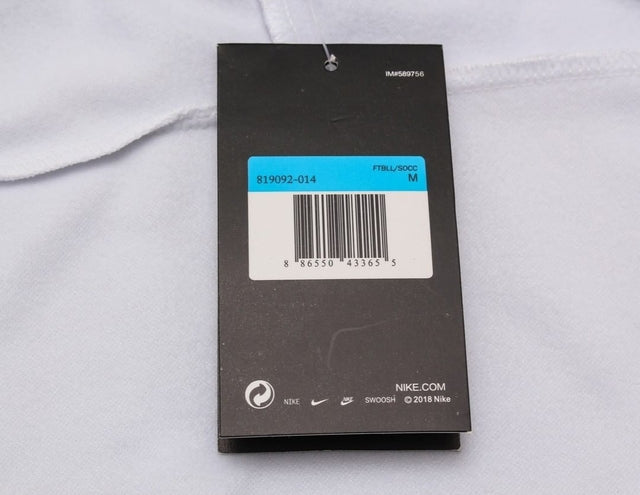 IM#589756
FTBLL/SOCC
819092-014 M
8 86550 43365 5
NIKE.COM
NIKE SWOOSH © 2018 Nike